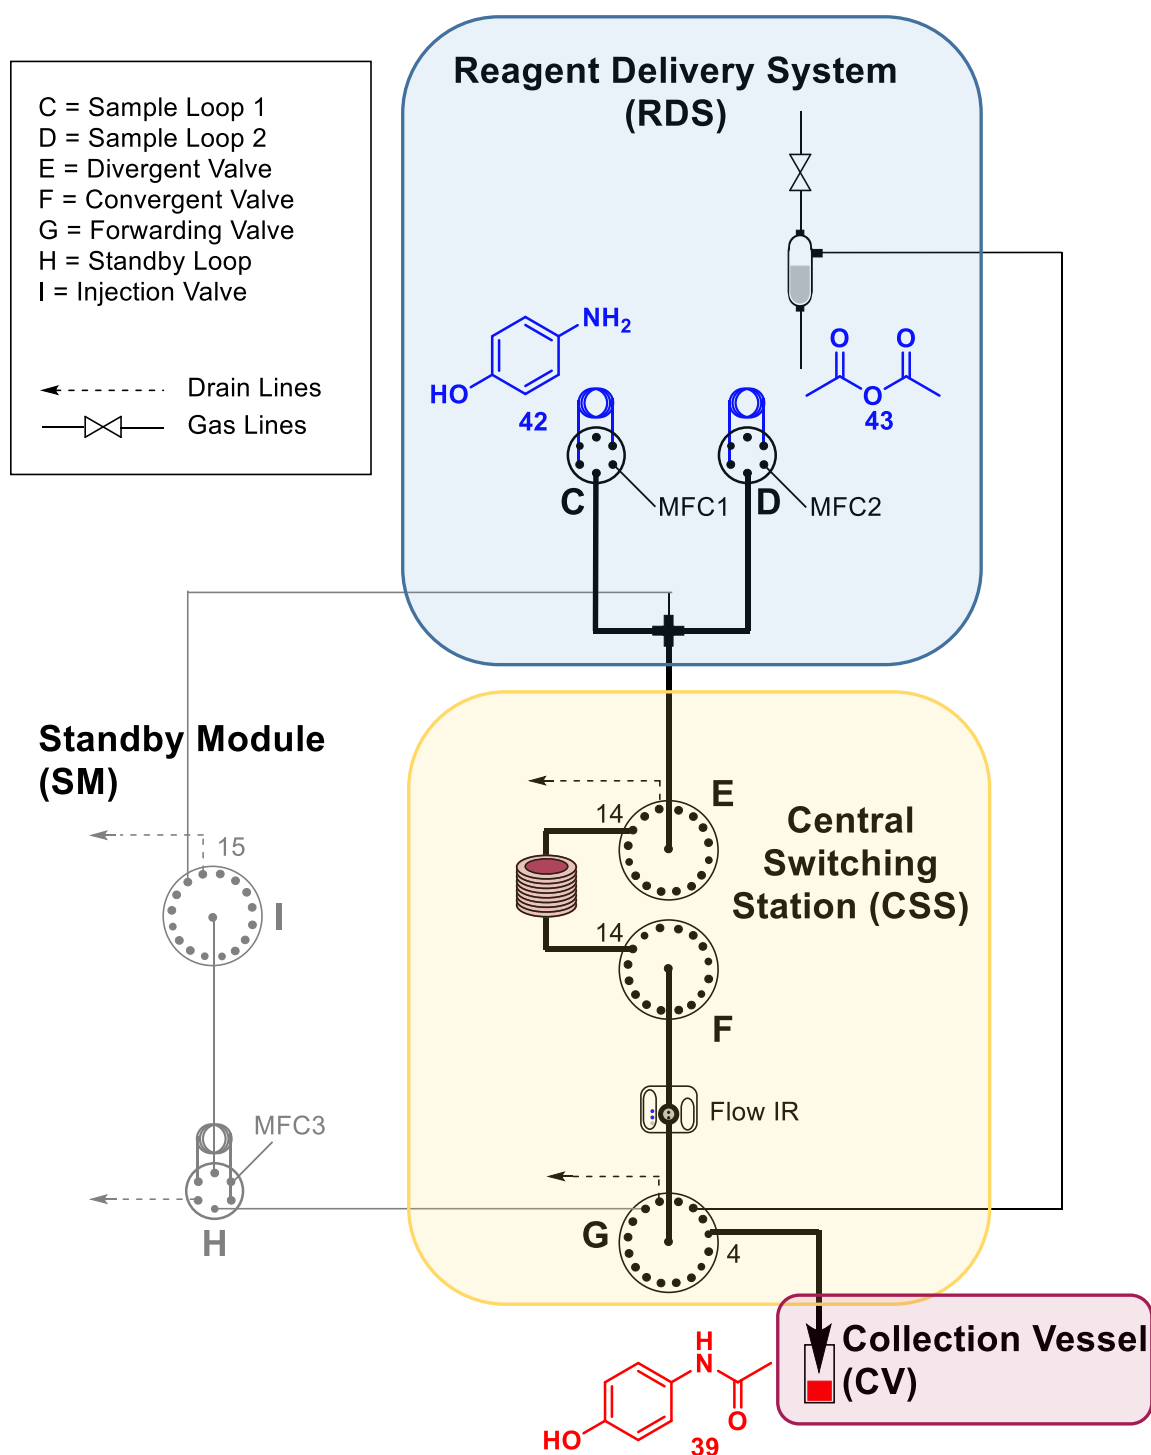 Reagent Delivery System
(RDS)
C = Sample Loop 1
D = Sample Loop 2
E = Divergent Valve
F = Convergent Valve
G = Forwarding Valve
H = Standby Loop
I = Injection Valve
Drain Lines
Gas Lines
NH2
HO
42
O O
O
43
C
MFC1
D
MFC2
Standby Module
(SM)
E
14
Central
Switching
Station (CSS)
15
I
14
F
Flow IR
MFC3
H
G
4
Collection Vessel
(CV)
H
N
O
HO
39